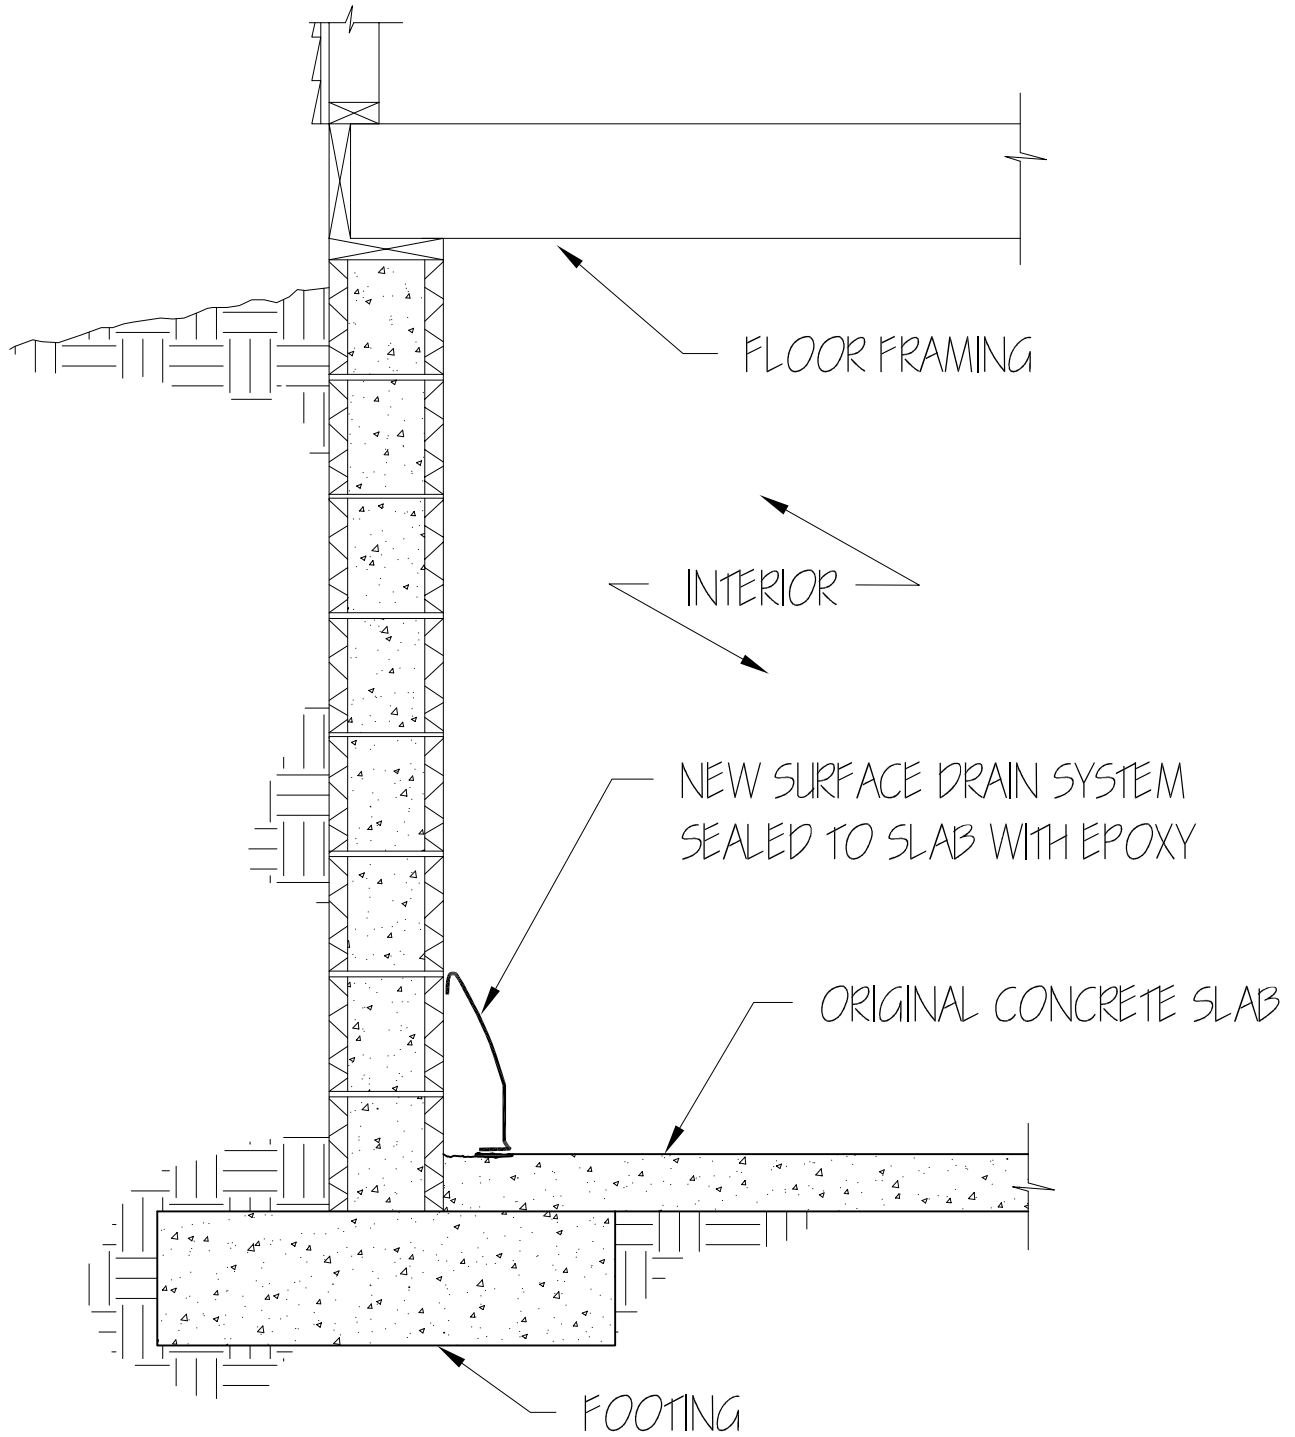 FLOOR FRAMING
INTERIOR
NEW SURFACE DRAIN SYSTEM
SEALED TO SLAB WITH EPOXY
ORIGINAL CONCRETE SLAB
FOOTING